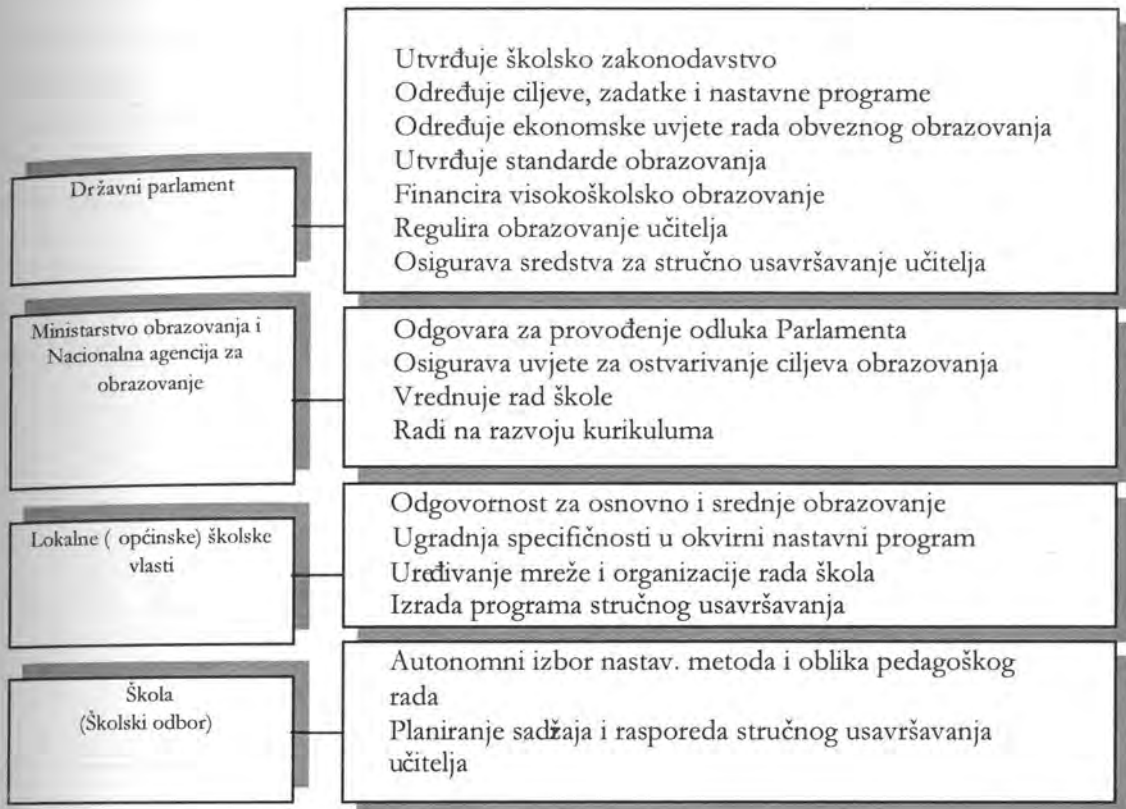 Državni parlament
Utvrđuje školsko zakonodavstvo
Određuje ciljeve, zadatke i nastavne programe
Određuje ekonomske uvjete rada obveznog obrazovanja
Utvrđuje standarde obrazovanja
Financira visokoškolsko obrazovanje
Regulira obrazovanje učitelja
Osigurava sredstva za stručno usavršavanje učitelja
Ministarstvo obrazovanja i
Nacionalna agencija za
obrazovanje
Odgovara za provođenje odluka Parlamenta
Osigurava uvjete za ostvarivanje ciljeva obrazovanja
Vrednuje rad škole
Radi na razvoju kurikuluma
Lokalne ( općinske) školske
vlasti
Odgovornost za osnovno i srednje obrazovanje
Ugradnja specifičnosti u okvirni nastavni program
Uređivanje mreže i organizacije rada škola
Izrada programa stručnog usavršavanja
Škola
(Školski odbor)
Autonomni izbor nastav. metoda i oblika pedagoškog
rada
Planiranje sadžaja i rasporeda stručnog usavršavanja
učitelja